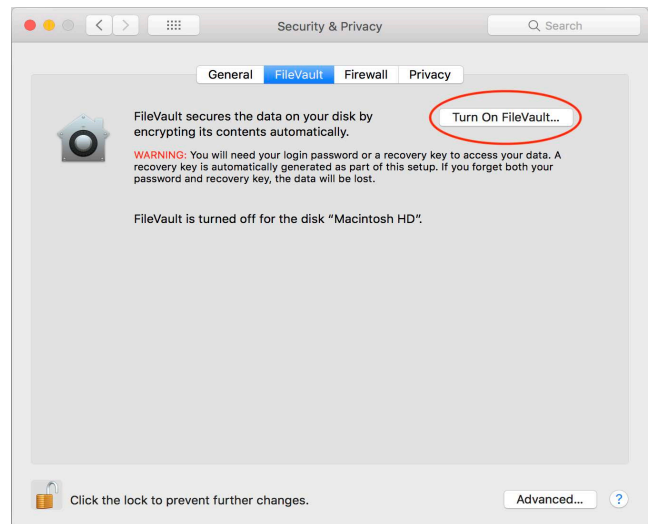 Security & Privacy
Search
General FileVault Firewall Privacy
FileVault secures the data on your disk by
encrypting its contents automatically.
Turn On FileVault...
WARNING: You will need your login password or a recovery key to access your data. A
recovery key is automatically generated as part of this setup. If you forget both your
password and recovery key, the data will be lost.
FileVault is turned off for the disk “Macintosh HD”.
Click the lock to prevent further changes.
Advanced...
?